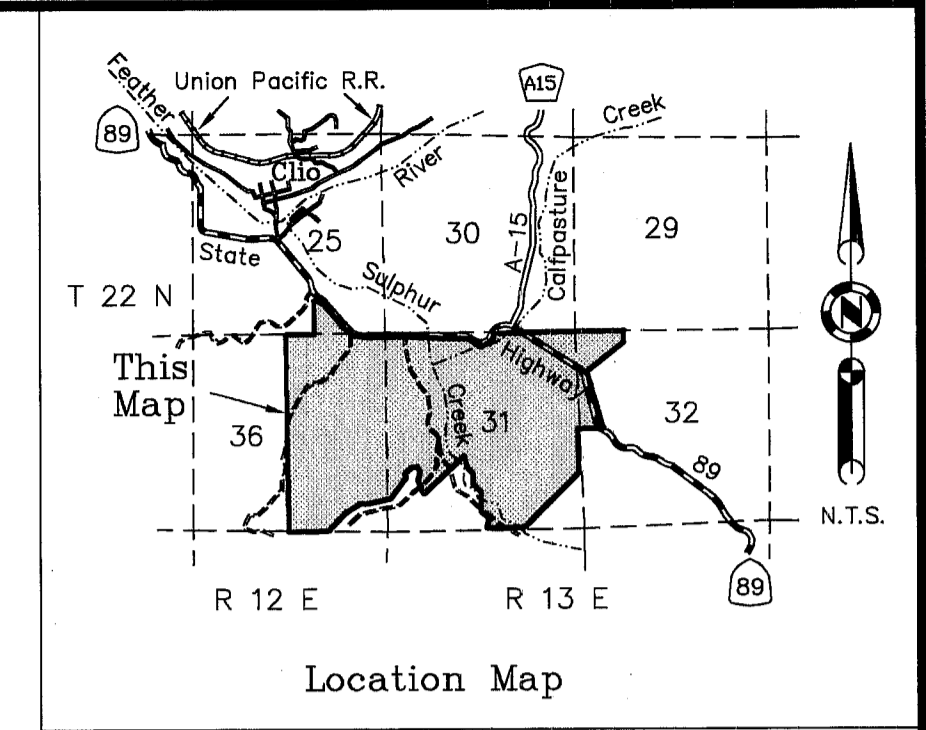 Feather
Union Pacific R.R.
A15
Creek
89
Clio
River
25
30
A-15
Calfpasture
29
State
Sulphur
T 22 N
N
This
Map
Highway
36
Creek
31
32
89
N.T.S.
R 12 E
R 13 E
89
Location Map